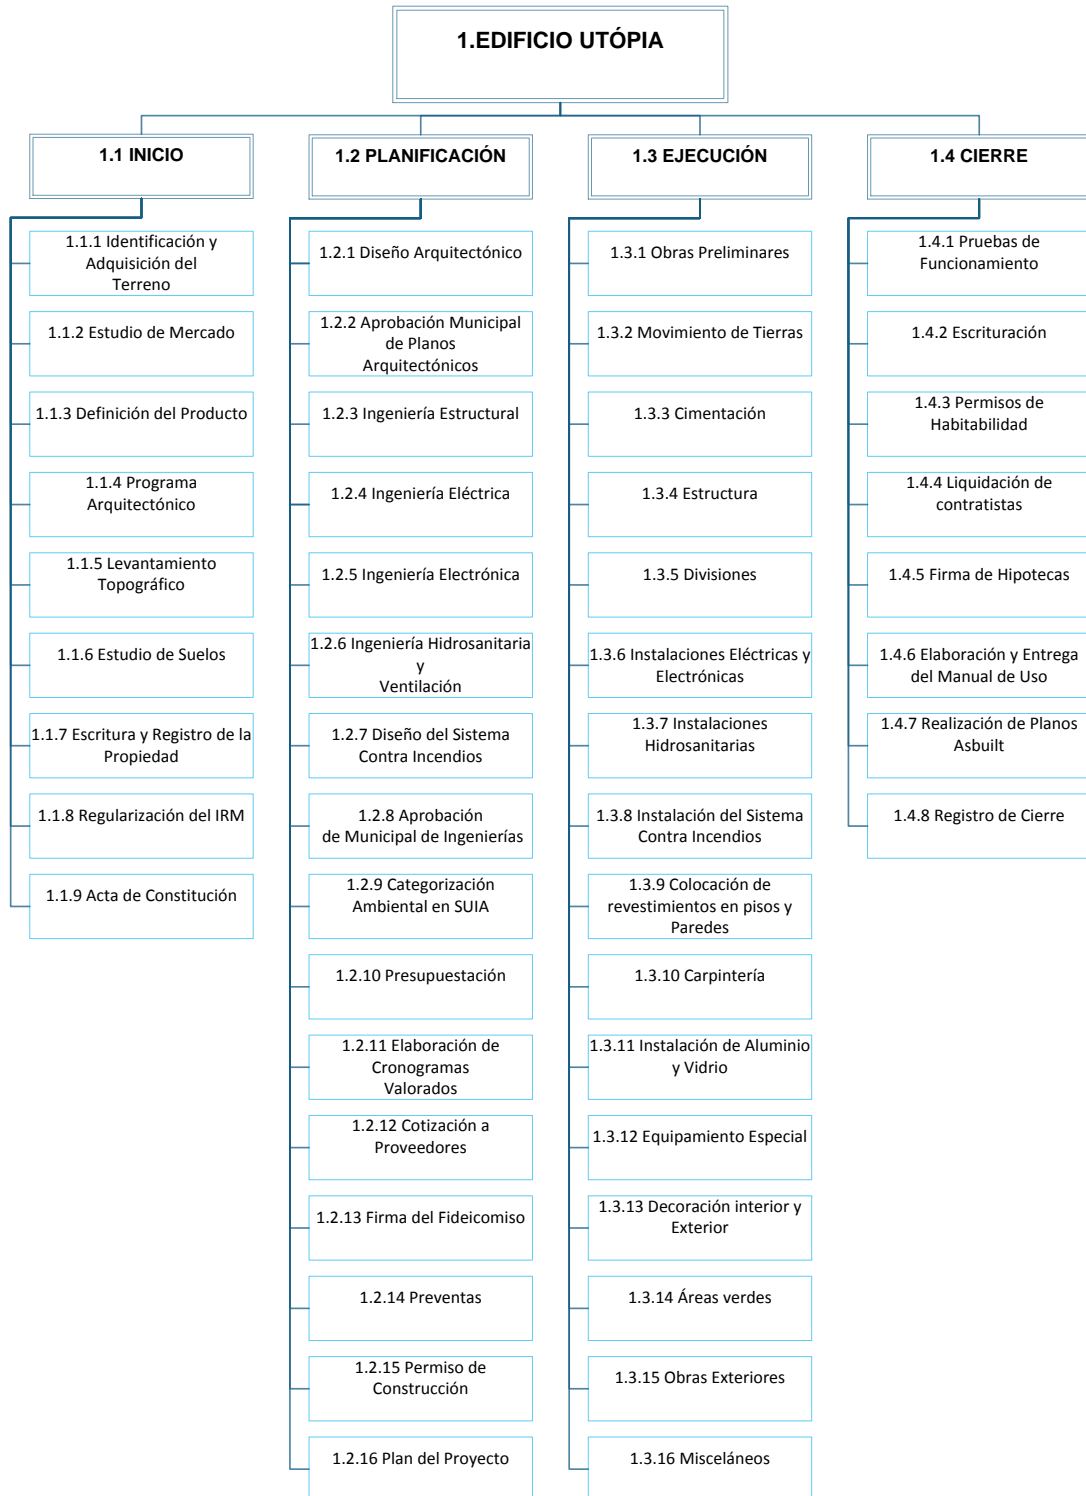 1.EDIFICIO UTÓPIA
1.1 INICIO
1.1.1 Identificación y
Adquisición del
Terreno
1.1.2 Estudio de Mercado
1.1.3 Definición del Producto
1.1.4 Programa
Arquitectónico
1.1.5 Levantamiento
Topográfico
1.1.6 Estudio de Suelos
1.1.7 Escritura y Registro de la
Propiedad
1.1.8 Regularización del IRM
1.1.9 Acta de Constitución
1.2 PLANIFICACIÓN
1.2.1 Diseño Arquitectónico
1.2.2 Aprobación Municipal
de Planos
Arquitectónicos
1.2.3 Ingeniería Estructural
1.2.4 Ingeniería Eléctrica
1.2.5 Ingeniería Electrónica
1.2.6 Ingeniería Hidrosanitaria
y
Ventilación
1.2.7 Diseño del Sistema
Contra Incendios
1.2.8 Aprobación
de Municipal de Ingenierías
1.2.9 Categorización
Ambiental en SUIA
1.2.10 Presupuestación
1.2.11 Elaboración de
Cronogramas
Valorados
1.2.12 Cotización a
Proveedores
1.2.13 Firma del Fideicomiso
1.2.14 Preventas
1.2.15 Permiso de
Construcción
1.2.16 Plan del Proyecto
1.3 EJECUCIÓN
1.3.1 Obras Preliminares
1.3.2 Movimiento de Tierras
1.3.3 Cimentación
1.3.4 Estructura
1.3.5 Divisiones
1.3.6 Instalaciones Eléctricas y
Electrónicas
1.3.7 Instalaciones
Hidrosanitarias
1.3.8 Instalación del Sistema
Contra Incendios
1.3.9 Colocación de
revestimientos en pisos y
Paredes
1.3.10 Carpintería
1.3.11 Instalación de Aluminio
y Vidrio
1.3.12 Equipamiento Especial
1.3.13 Decoración interior y
Exterior
1.3.14 Áreas verdes
1.3.15 Obras Exteriores
1.3.16 Misceláneos
1.4 CIERRE
1.4.1 Pruebas de
Funcionamiento
1.4.2 Escrituración
1.4.3 Permisos de
Habitabilidad
1.4.4 Liquidación de
contratistas
1.4.5 Firma de Hipotecas
1.4.6 Elaboración y Entrega
del Manual de Uso
1.4.7 Realización de Planos
Asbuilt
1.4.8 Registro de Cierre